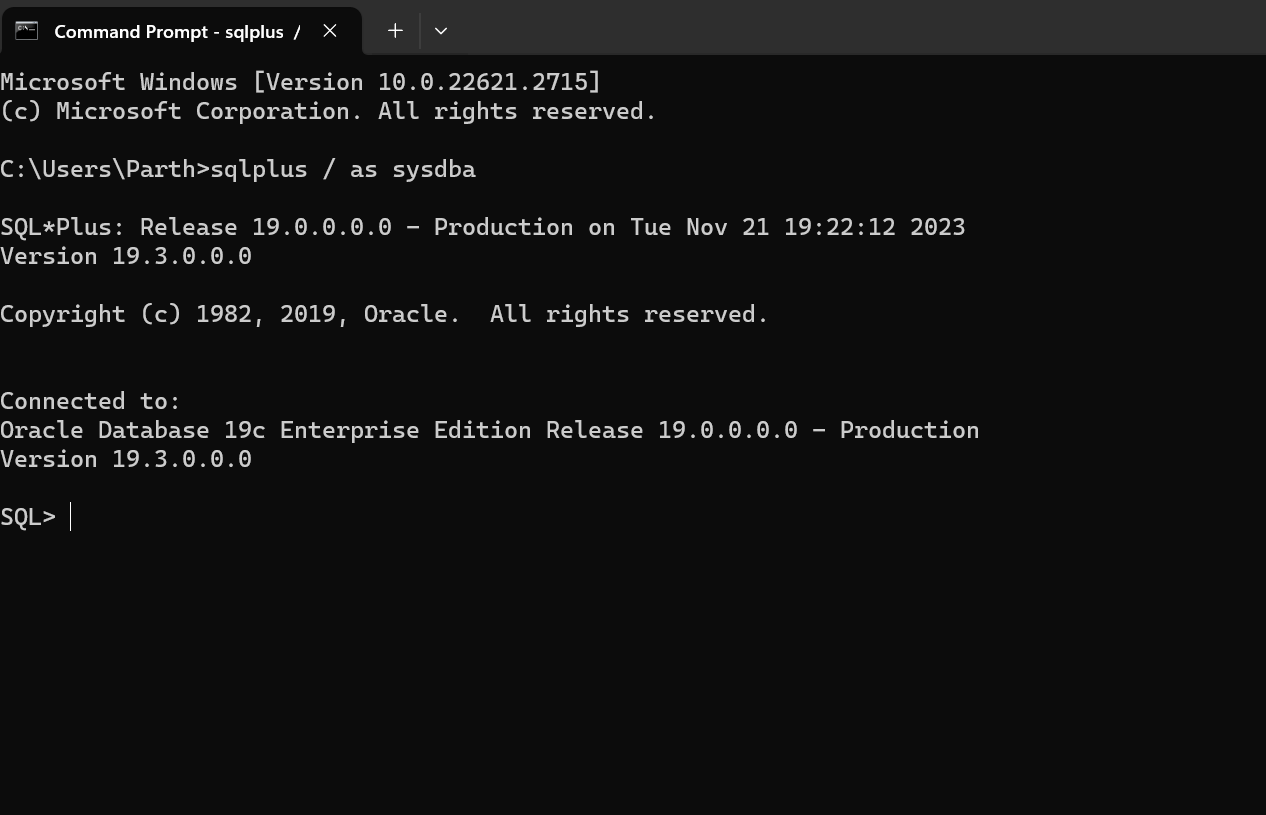 Command Prompt - sqlplus /
Microsoft Windows [Version 10.0.22621.2715]
(c) Microsoft Corporation. All rights reserved.
C:\Users\Parth>sqlplus / as sysdba
SQL*Plus: Release 19.0.0.0.0 - Production on Tue Nov 21 19:22:12 2023
Version 19.3.0.0.0
Copyright (c) 1982, 2019, Oracle.  All rights reserved.
Connected to:
Oracle Database 19c Enterprise Edition Release 19.0.0.0.0 - Production
Version 19.3.0.0.0
SQL>